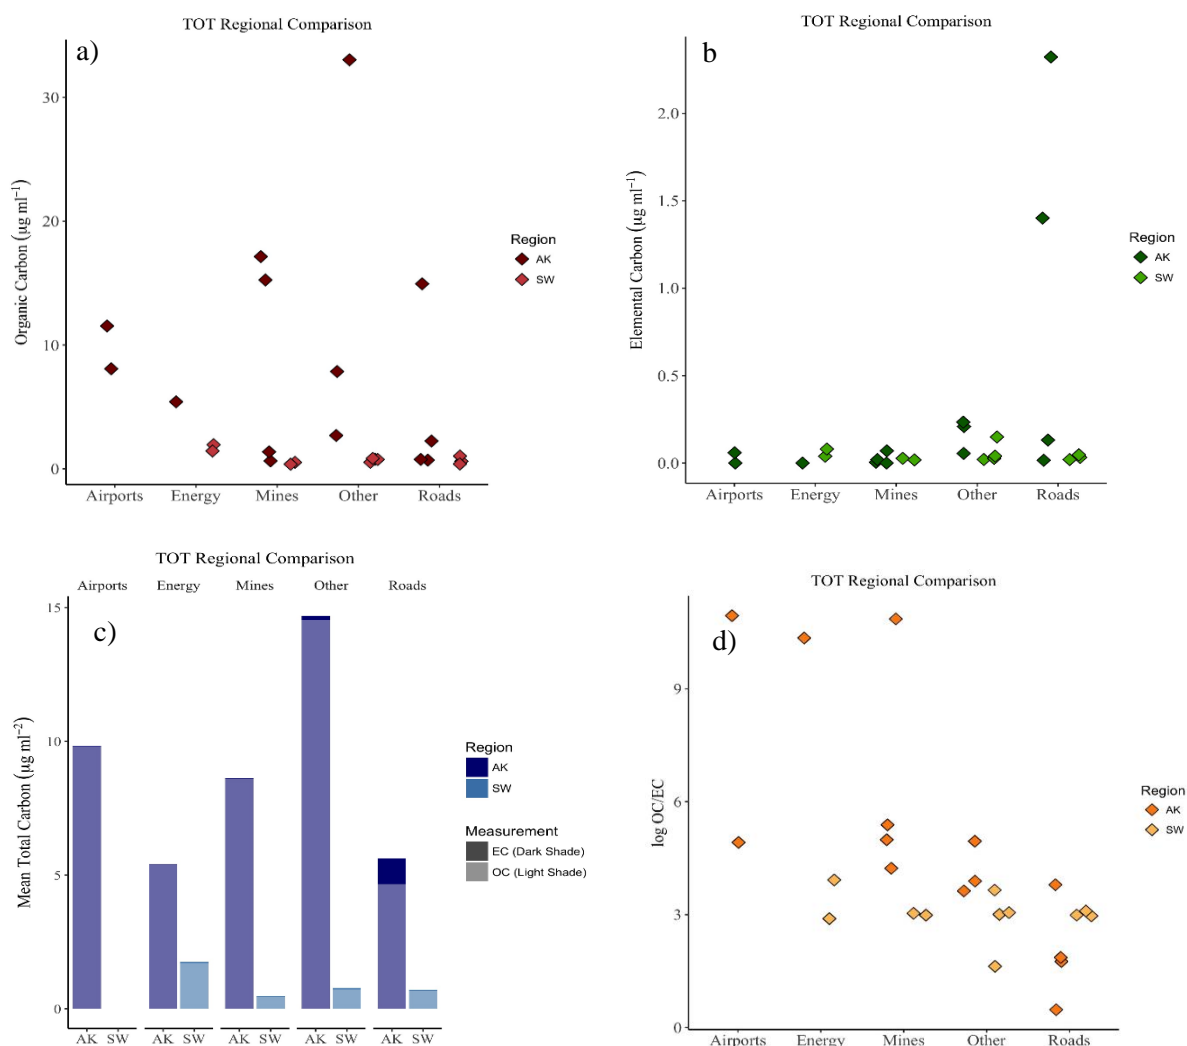 TOT Regional Comparison
a)
30
20
10
0
Organic Carbon (µg ml⁻¹)
Airports Energy Mines Other Roads
Region
AK
SW
TOT Regional Comparison
b
2.0
1.5
1.0
0.5
0.0
Elemental Carbon (µg ml⁻¹)
Airports Energy Mines Other Roads
Region
AK
SW
TOT Regional Comparison
Airports Energy Mines Other Roads
c)
15
10
5
0
Mean Total Carbon (µg ml⁻²)
AK SW AK SW AK SW AK SW AK SW
Region
AK
SW
Measurement
EC (Dark Shade)
OC (Light Shade)
TOT Regional Comparison
d)
9
6
3
0
log OC/EC
Airports Energy Mines Other Roads
Region
AK
SW